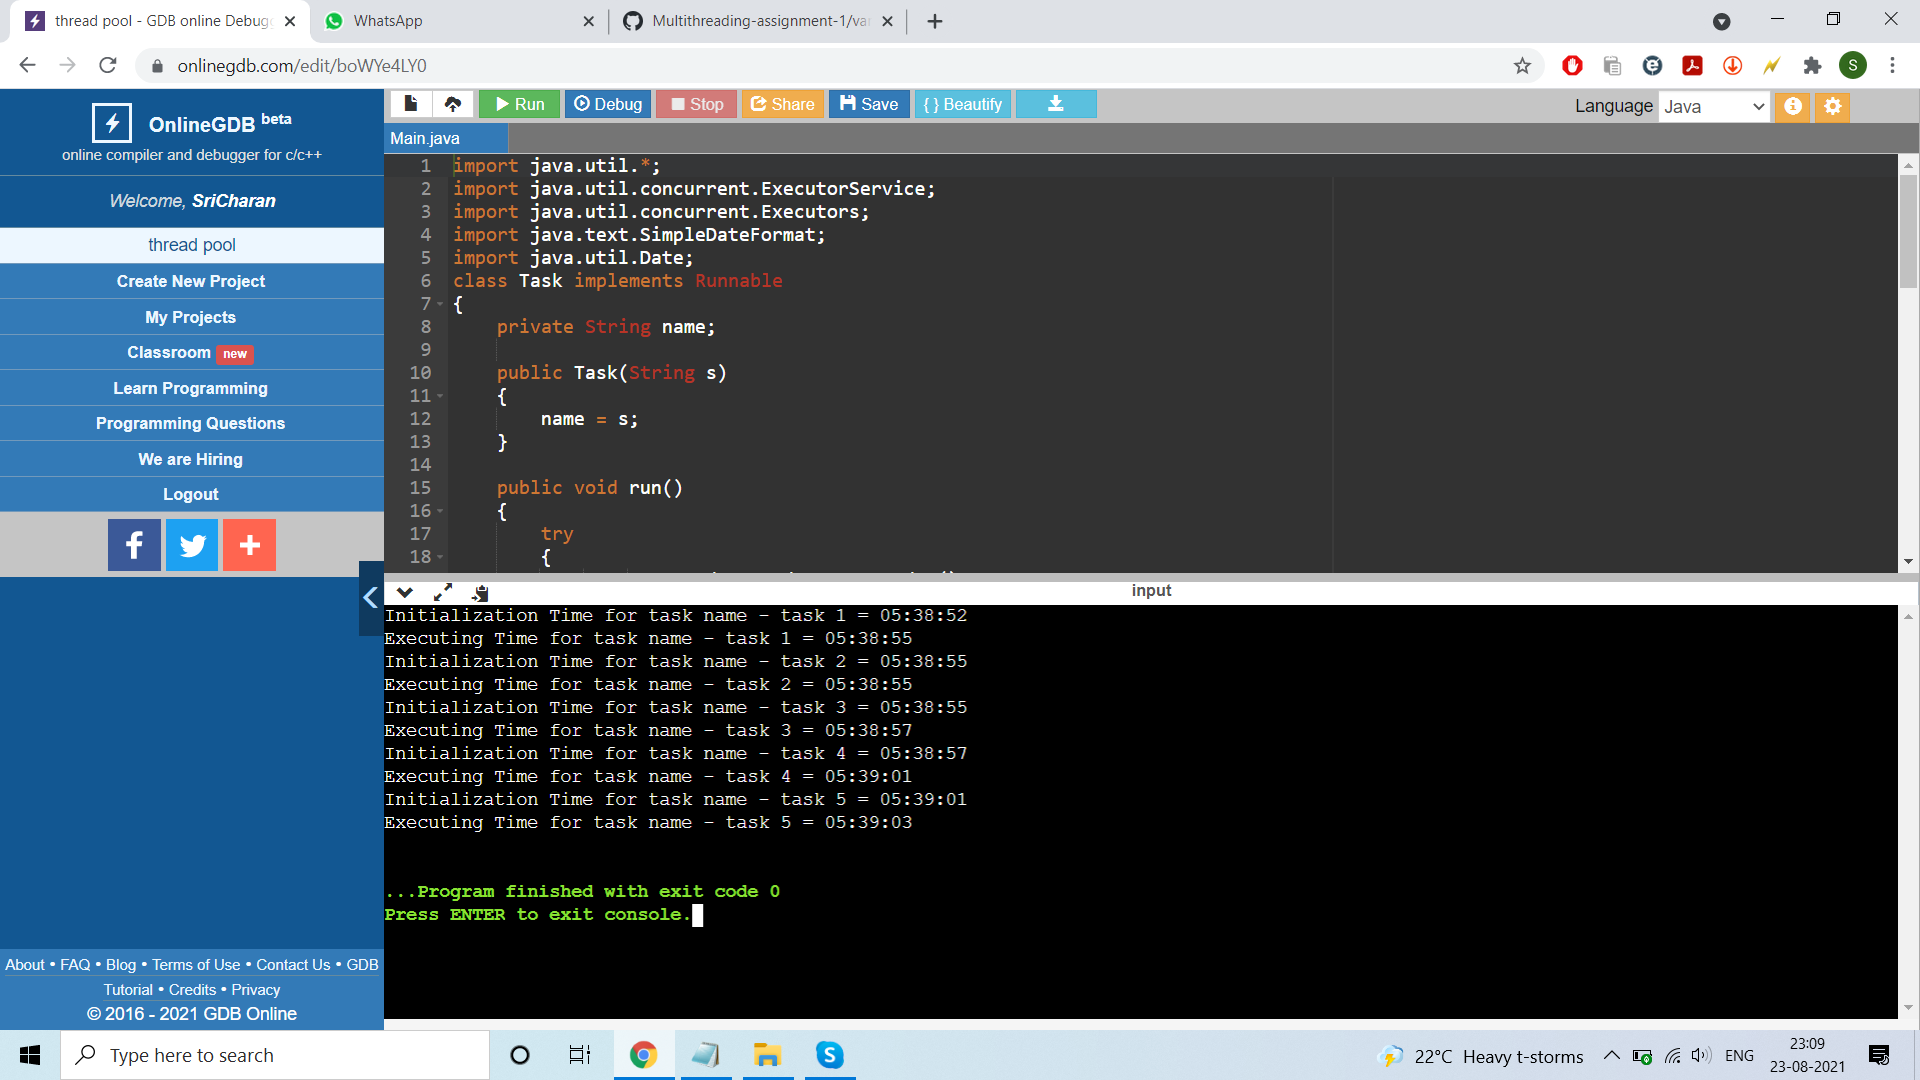 thread pool - GDB online Debug
WhatsApp
Multithreading-assignment-1/va
onlinegdb.com/edit/boWYe4LY0
S
Run
Debug
Stop
Share
Save
{ } Beautify
Language
Java
OnlineGDB beta
online compiler and debugger for c/c++
Welcome, SriCharan
thread pool
Create New Project
My Projects
Classroom new
Learn Programming
Programming Questions
We are Hiring
Logout
Main.java
1 import java.util.*;
2 import java.util.concurrent.ExecutorService;
3 import java.util.concurrent.Executors;
4 import java.text.SimpleDateFormat;
5 import java.util.Date;
6 class Task implements Runnable
7 {
8 private String name;
9
10 public Task(String s)
11 {
12 name = s;
13 }
14
15 public void run()
16 {
17 try
18 {
input
Initialization Time for task name - task 1 = 05:38:52
Executing Time for task name - task 1 = 05:38:55
Initialization Time for task name - task 2 = 05:38:55
Executing Time for task name - task 2 = 05:38:55
Initialization Time for task name - task 3 = 05:38:55
Executing Time for task name - task 3 = 05:38:57
Initialization Time for task name - task 4 = 05:38:57
Executing Time for task name - task 4 = 05:39:01
Initialization Time for task name - task 5 = 05:39:01
Executing Time for task name - task 5 = 05:39:03
...Program finished with exit code 0
Press ENTER to exit console.
About • FAQ • Blog • Terms of Use • Contact Us • GDB
Tutorial • Credits • Privacy
© 2016 - 2021 GDB Online
Type here to search
22°C Heavy t-storms
ENG
23:09
23-08-2021